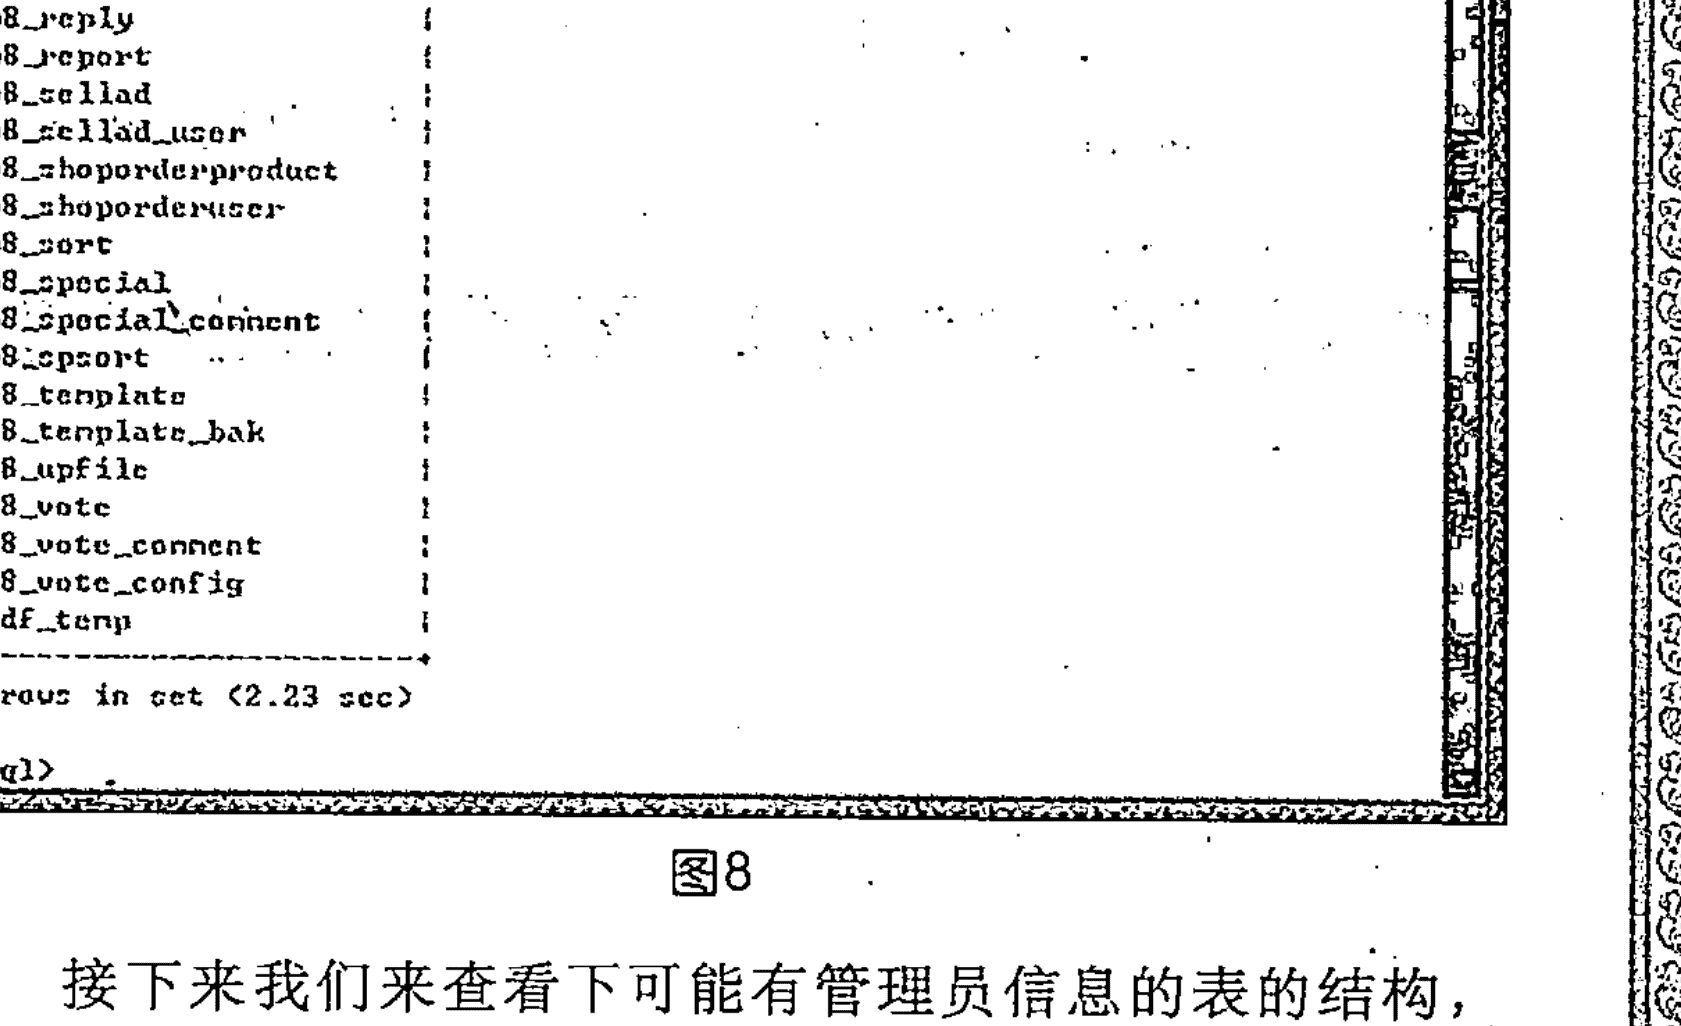 8_reply
8_report
8_sellad
8_sellad_user
8_shoporderproduct
8_shoporderuser
8_sort
8_special
8_special_comment
8_spsort
8_template
8_template_bak
8_upfile
8_vote
8_vote_comment
8_vote_config
df_temp
rows in set (2.23 sec)
ql>
图8
接下来我们来查看下可能有管理员信息的表的结构，